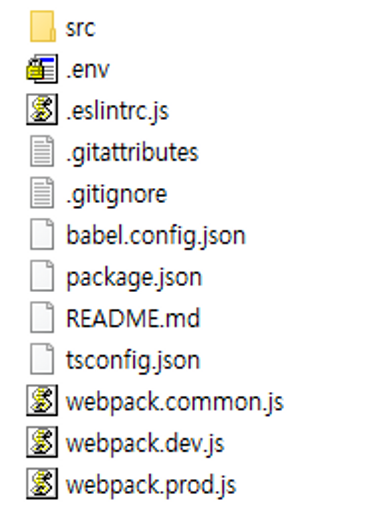 src
.env
.eslintrc.js
.gitattributes
.gitignore
babel.config.json
package.json
README.md
tsconfig.json
webpack.common.js
webpack.dev.js
webpack.prod.js